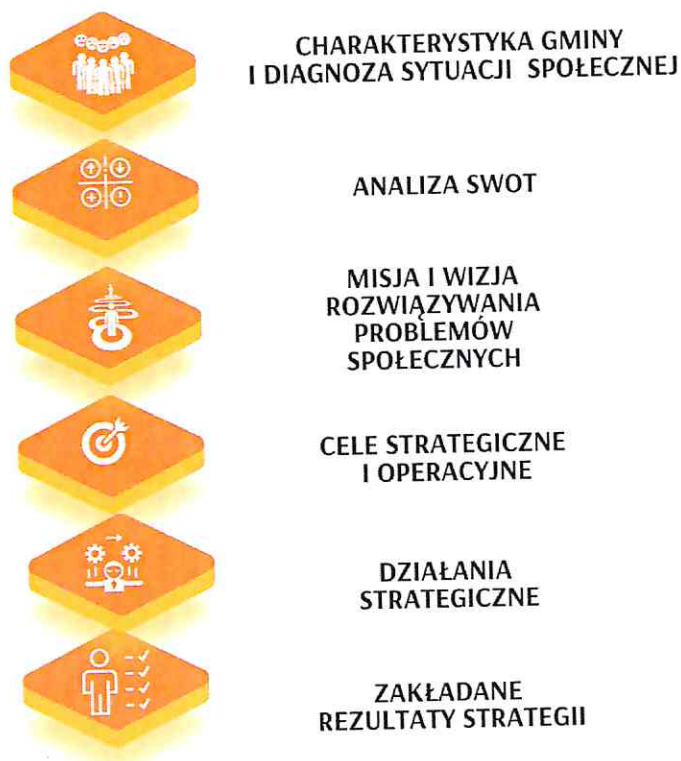 CHARAKTERYSTYKA GMINY
I DIAGNOZA SYTUACJI SPOŁECZNEJ
ANALIZA SWOT
MISJA I WIZJA
ROZWIĄZYWANIA
PROBLEMÓW
SPOŁECZNYCH
CELE STRATEGICZNE
I OPERACYJNE
DZIAŁANIA
STRATEGICZNE
ZAKŁADANE
REZULTATY STRATEGII